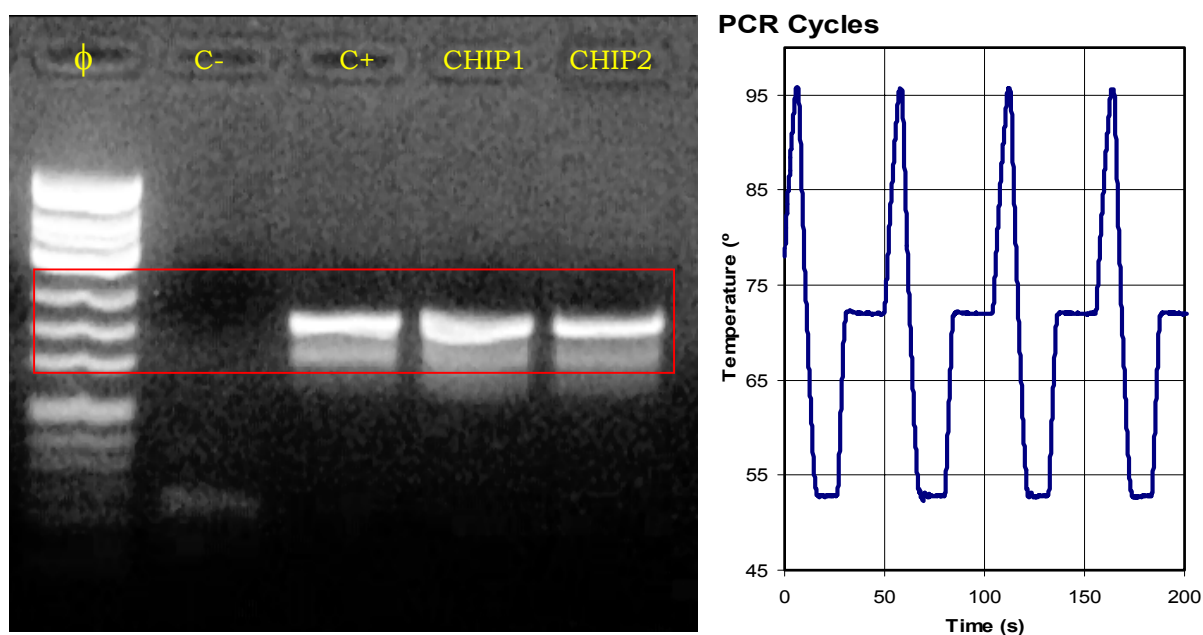 ϕ C- C+ CHIP1 CHIP2
PCR Cycles
95
85
75
65
55
45
Temperature (º
0 50 100 150 200
Time (s)